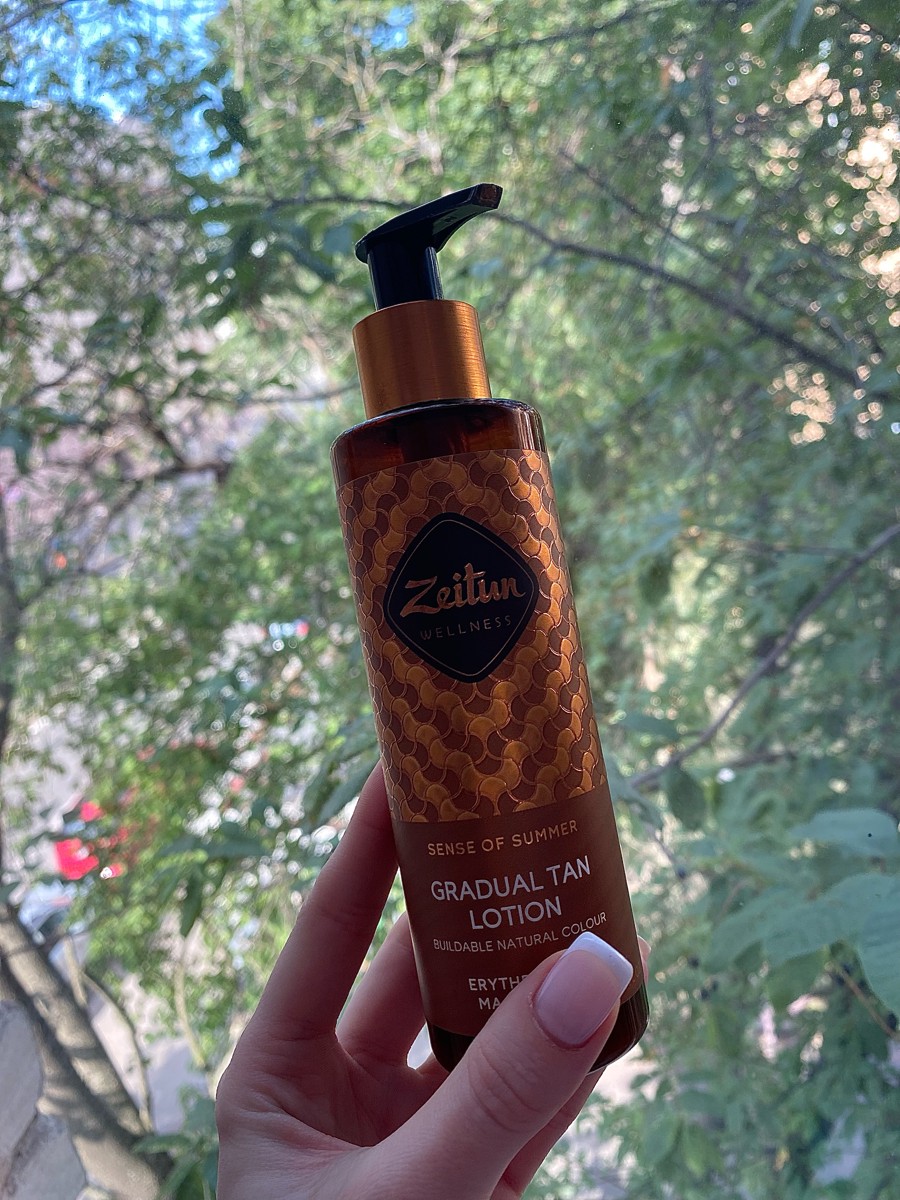 Zeitun
WELLNESS
SENSE OF SUMMER
GRADUAL TAN
LOTION
BUILDABLE NATURAL COLOUR